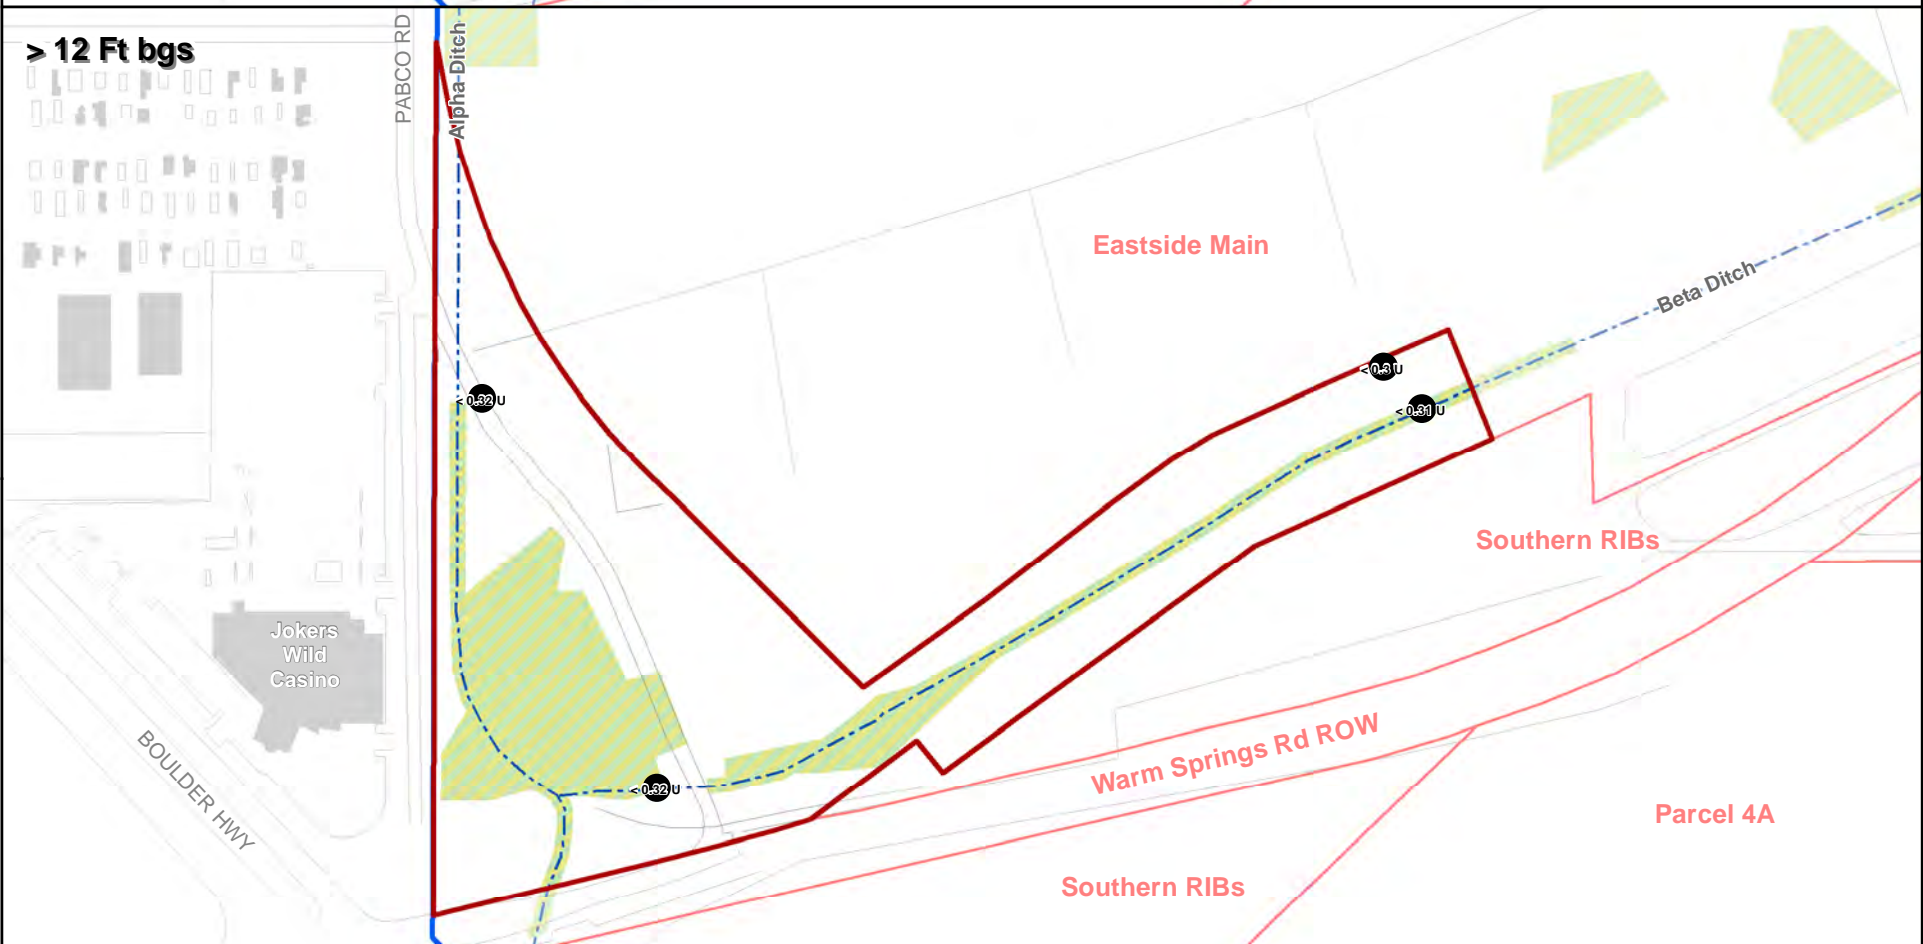 > 12 Ft bgs
PABCO RD
Alpha Ditch
Eastside Main
Beta Ditch
< 0.3 U
< 0.31 U
< 0.32 U
Southern RIBs
Jokers
Wild
Casino
BOULDER HWY
< 0.32 U
Warm Springs Rd ROW
Parcel 4A
Southern RIBs